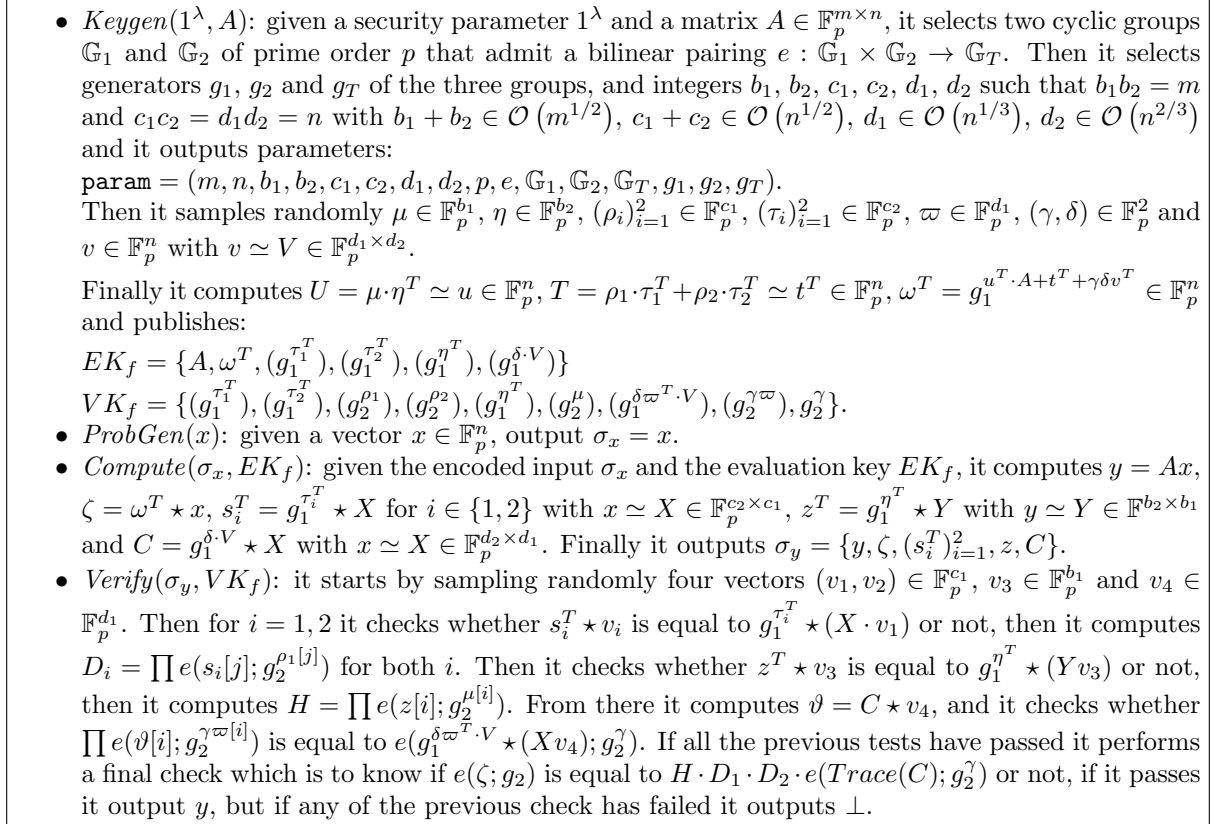 • Keygen(1^λ, A): given a security parameter 1^λ and a matrix A ∈ 𝔽_p^{m×n}, it selects two cyclic groups
𝔾_1 and 𝔾_2 of prime order p that admit a bilinear pairing e : 𝔾_1 × 𝔾_2 → 𝔾_T. Then it selects
generators g_1, g_2 and g_T of the three groups, and integers b_1, b_2, c_1, c_2, d_1, d_2 such that b_1b_2 = m
and c_1c_2 = d_1d_2 = n with b_1 + b_2 ∈ 𝒪(m^{1/2}), c_1 + c_2 ∈ 𝒪(n^{1/2}), d_1 ∈ 𝒪(n^{1/3}), d_2 ∈ 𝒪(n^{2/3})
and it outputs parameters:
param = (m, n, b_1, b_2, c_1, c_2, d_1, d_2, p, e, 𝔾_1, 𝔾_2, 𝔾_T, g_1, g_2, g_T).
Then it samples randomly μ ∈ 𝔽_p^{b_1}, η ∈ 𝔽_p^{b_2}, (ρ_i)_{i=1}^2 ∈ 𝔽_p^{c_1}, (τ_i)_{i=1}^2 ∈ 𝔽_p^{c_2}, ϖ ∈ 𝔽_p^{d_1}, (γ, δ) ∈ 𝔽_p^2 and
v ∈ 𝔽_p^n with v ≃ V ∈ 𝔽_p^{d_1×d_2}.
Finally it computes U = μ·η^T ≃ u ∈ 𝔽_p^n, T = ρ_1·τ_1^T+ρ_2·τ_2^T ≃ t^T ∈ 𝔽_p^n, ω^T = g_1^{u^T·A+t^T+γδv^T} ∈ 𝔽_p^n
and publishes:
EK_f = {A, ω^T, (g_1^{τ_1^T}), (g_1^{τ_2^T}), (g_1^{η^T}), (g_1^{δ·V})}
VK_f = {(g_1^{τ_1^T}), (g_1^{τ_2^T}), (g_2^{ρ_1}), (g_2^{ρ_2}), (g_1^{η^T}), (g_2^μ), (g_1^{δϖ^T·V}), (g_2^{γϖ}), g_2^γ}.
• ProbGen(x): given a vector x ∈ 𝔽_p^n, output σ_x = x.
• Compute(σ_x, EK_f): given the encoded input σ_x and the evaluation key EK_f, it computes y = Ax,
ζ = ω^T ⋆ x, s_i^T = g_1^{τ_i^T} ⋆ X for i ∈ {1, 2} with x ≃ X ∈ 𝔽_p^{c_2×c_1}, z^T = g_1^{η^T} ⋆ Y with y ≃ Y ∈ 𝔽^{b_2×b_1}
and C = g_1^{δ·V} ⋆ X with x ≃ X ∈ 𝔽_p^{d_2×d_1}. Finally it outputs σ_y = {y, ζ, (s_i^T)_{i=1}^2, z, C}.
• Verify(σ_y, VK_f): it starts by sampling randomly four vectors (v_1, v_2) ∈ 𝔽_p^{c_1}, v_3 ∈ 𝔽_p^{b_1} and v_4 ∈
𝔽_p^{d_1}. Then for i = 1, 2 it checks whether s_i^T ⋆ v_i is equal to g_1^{τ_i^T} ⋆ (X · v_1) or not, then it computes
D_i = ∏ e(s_i[j]; g_2^{ρ_1[j]}) for both i. Then it checks whether z^T ⋆ v_3 is equal to g_1^{η^T} ⋆ (Yv_3) or not,
then it computes H = ∏ e(z[i]; g_2^{μ[i]}). From there it computes ϑ = C ⋆ v_4, and it checks whether
∏ e(ϑ[i]; g_2^{γϖ[i]}) is equal to e(g_1^{δϖ^T·V} ⋆ (Xv_4); g_2^γ). If all the previous tests have passed it performs
a final check which is to know if e(ζ; g_2) is equal to H · D_1 · D_2 · e(Trace(C); g_2^γ) or not, if it passes
it output y, but if any of the previous check has failed it outputs ⊥.